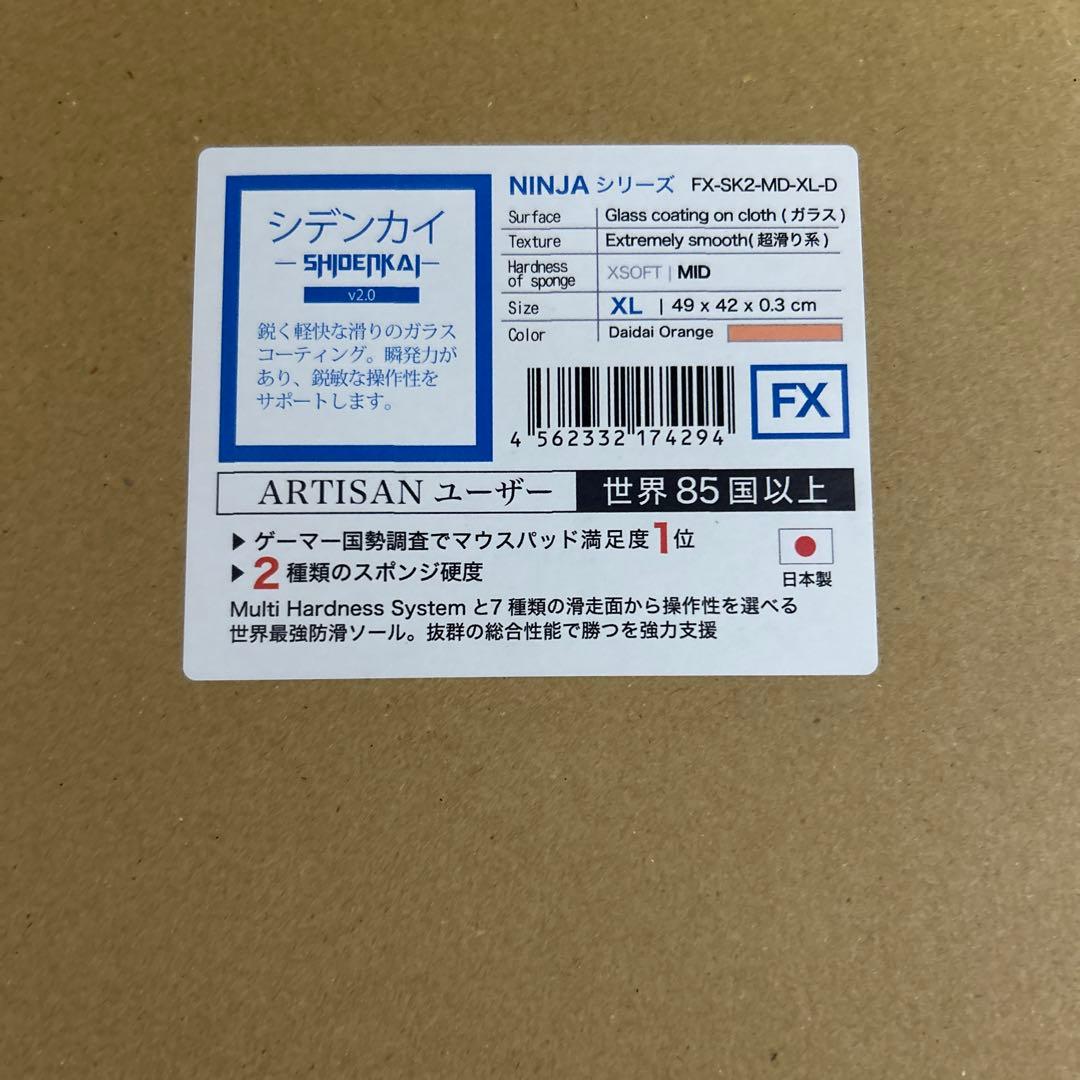 シデンカイ
SHIDENKAI
v2.0
鋭く軽快な滑りのガラス
コーティング。瞬発力が
あり、鋭敏な操作性を
サポートします。
NINJA シリーズ FX-SK2-MD-XL-D
Surface Glass coating on cloth (ガラス)
Texture Extremely smooth(超滑り系)
Hardness of sponge XSOFT | MID
Size XL | 49 x 42 x 0.3 cm
Color Daidai Orange
4 562332 174294
FX
ARTISAN ユーザー 世界 85 国以上
▶ ゲーマー国勢調査でマウスパッド満足度1位
▶ 2 種類のスポンジ硬度
日本製
Multi Hardness System と7 種類の滑走面から操作性を選べる
世界最強防滑ソール。抜群の総合性能で勝つを強力支援